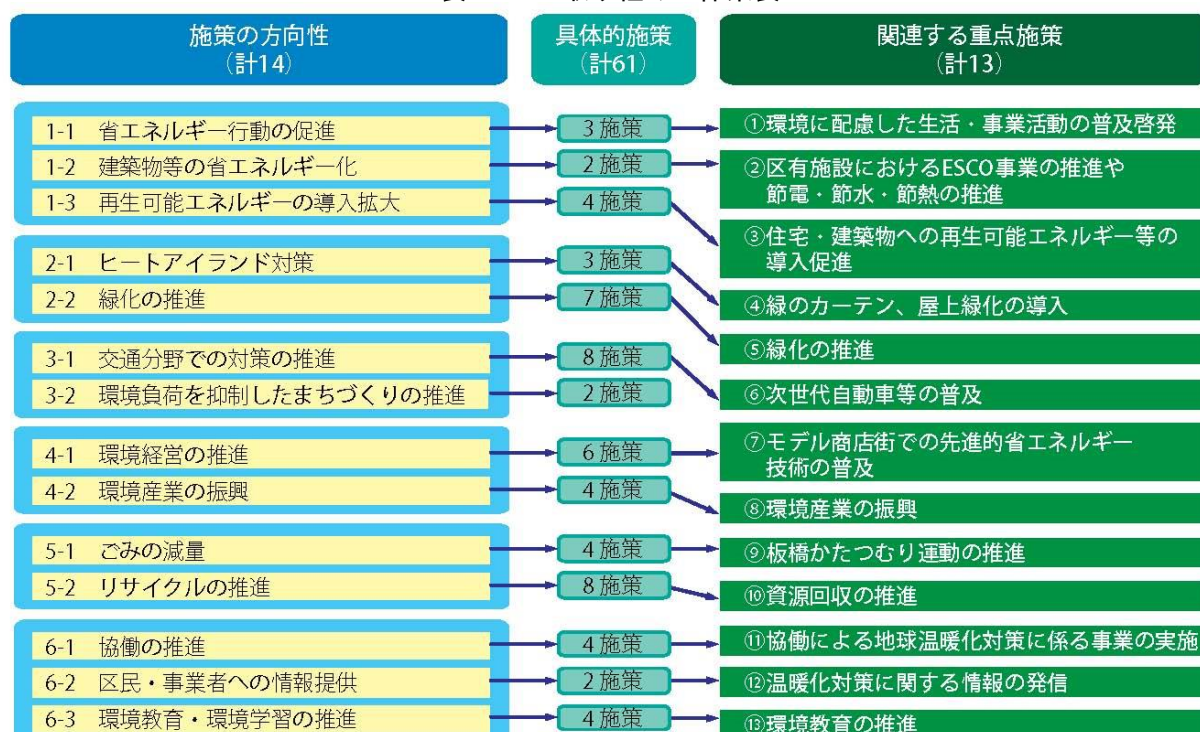 施策の方向性
(計14)
具体的施策
(計61)
関連する重点施策
(計13)
1-1 省エネルギー行動の促進
3施策
①環境に配慮した生活・事業活動の普及啓発
1-2 建築物等の省エネルギー化
2施策
②区有施設におけるESCO事業の推進や
節電・節水・節熱の推進
1-3 再生可能エネルギーの導入拡大
4施策
③住宅・建築物への再生可能エネルギー等の
導入促進
2-1 ヒートアイランド対策
3施策
④緑のカーテン、屋上緑化の導入
2-2 緑化の推進
7施策
⑤緑化の推進
3-1 交通分野での対策の推進
8施策
⑥次世代自動車等の普及
3-2 環境負荷を抑制したまちづくりの推進
2施策
4-1 環境経営の推進
6施策
⑦モデル商店街での先進的省エネルギー
技術の普及
4-2 環境産業の振興
4施策
⑧環境産業の振興
5-1 ごみの減量
4施策
⑨板橋かたつむり運動の推進
5-2 リサイクルの推進
8施策
⑩資源回収の推進
6-1 協働の推進
4施策
⑪協働による地球温暖化対策に係る事業の実施
6-2 区民・事業者への情報提供
2施策
⑫温暖化対策に関する情報の発信
6-3 環境教育・環境学習の推進
4施策
⑬環境教育の推進